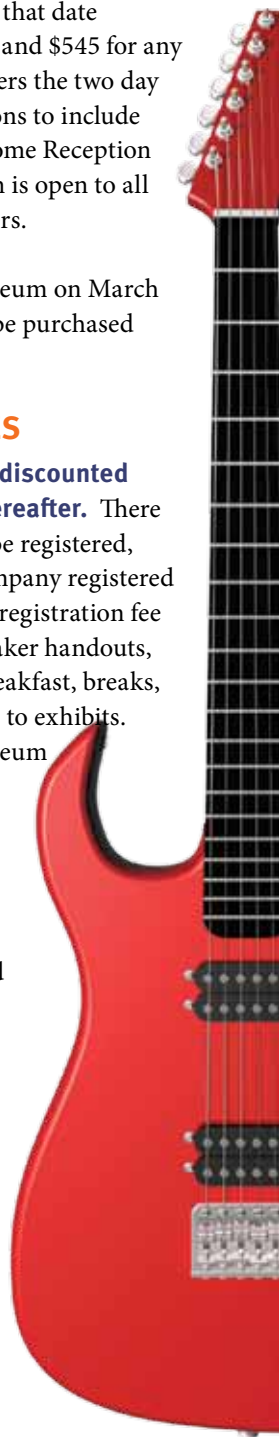 that date
and $545 for any
ers the two day
ons to include
ome Reception
n is open to all
rs.
eum on March
be purchased
S
discounted
ereafter. There
be registered,
mpany registered
registration fee
aker handouts,
eakfast, breaks,
to exhibits.
eum
d